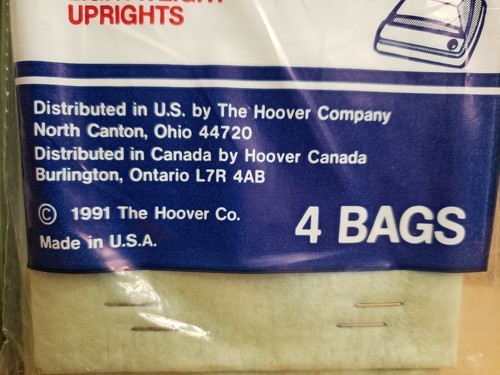 LIGHTWEIGHT
UPRIGHTS
Distributed in U.S. by The Hoover Company
North Canton, Ohio 44720
Distributed in Canada by Hoover Canada
Burlington, Ontario L7R 4AB
© 1991 The Hoover Co.
Made in U.S.A.
4 BAGS